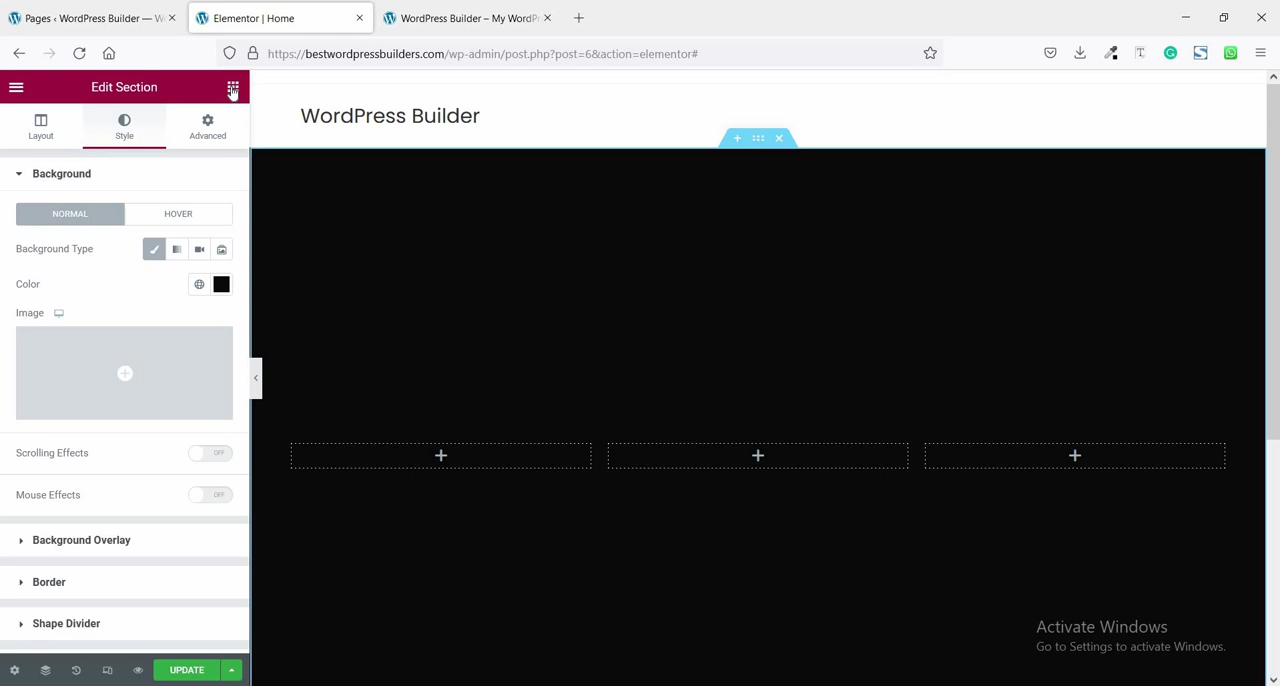 Pages ‹ WordPress Builder — W
Elementor | Home
WordPress Builder – My WordP
https://bestwordpressbuilders.com/wp-admin/post.php?post=6&action=elementor#
Edit Section
Layout
Style
Advanced
WordPress Builder
Background
NORMAL
HOVER
Background Type
Color
Image
Scrolling Effects
OFF
Mouse Effects
OFF
Background Overlay
Border
Shape Divider
UPDATE
Activate Windows
Go to Settings to activate Windows.